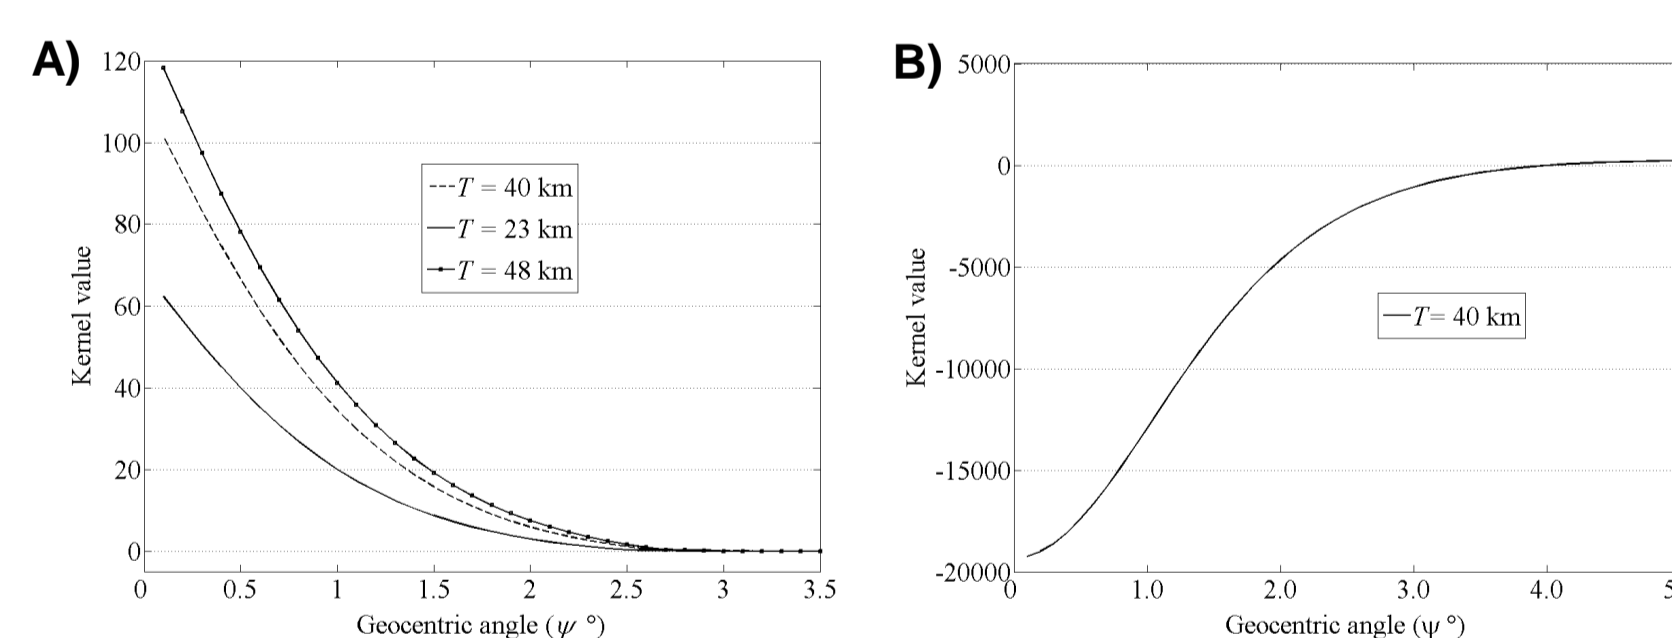 A)
120
100
80
60
40
20
0
Kernel value
T = 40 km
T = 23 km
T = 48 km
0 0.5 1 1.5 2 2.5 3 3.5
Geocentric angle (ψ °)
B)
5000
0
-5000
-10000
-15000
-20000
Kernel value
T= 40 km
0 1.0 2.0 3.0 4.0 5
Geocentric angle (ψ °)